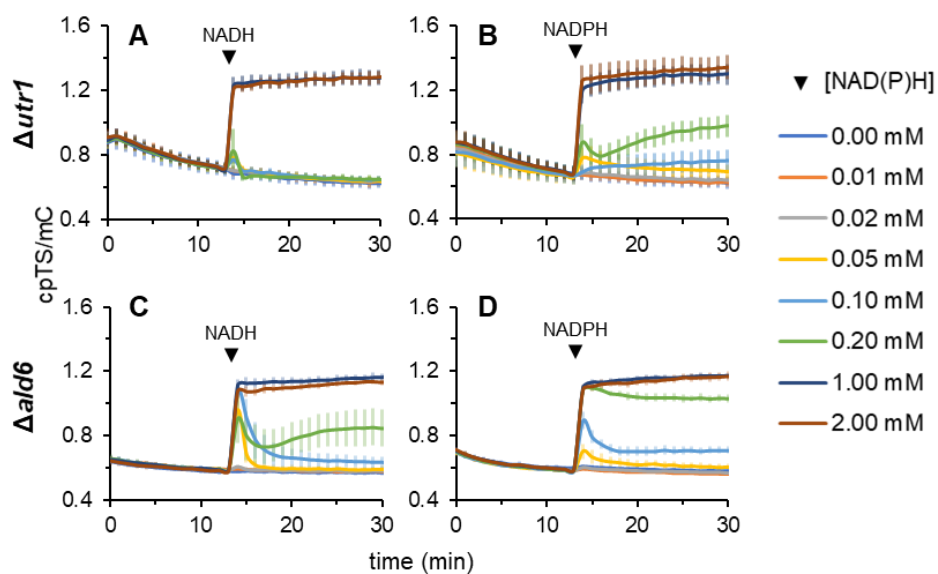 A
NADH
B
NADPH
▼ [NAD(P)H]
0.00 mM
0.01 mM
0.02 mM
0.05 mM
0.10 mM
0.20 mM
1.00 mM
2.00 mM
Δutr1
1.6
1.2
0.8
0.4
0 10 20 30
1.6
1.2
0.8
0.4
0 10 20 30
cpTS/mC
C
NADH
D
NADPH
Δald6
1.6
1.2
0.8
0.4
0 10 20 30
1.6
1.2
0.8
0.4
0 10 20 30
time (min)